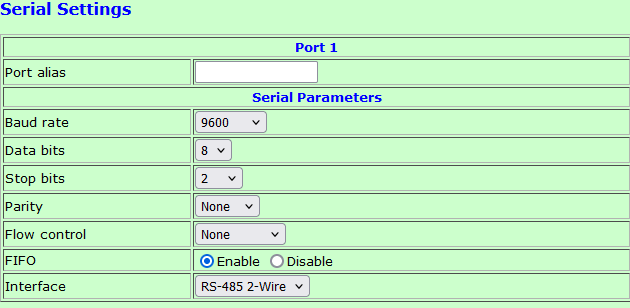 Serial Settings
Port 1
Port alias
Serial Parameters
Baud rate 9600
Data bits 8
Stop bits 2
Parity None
Flow control None
FIFO Enable Disable
Interface RS-485 2-Wire